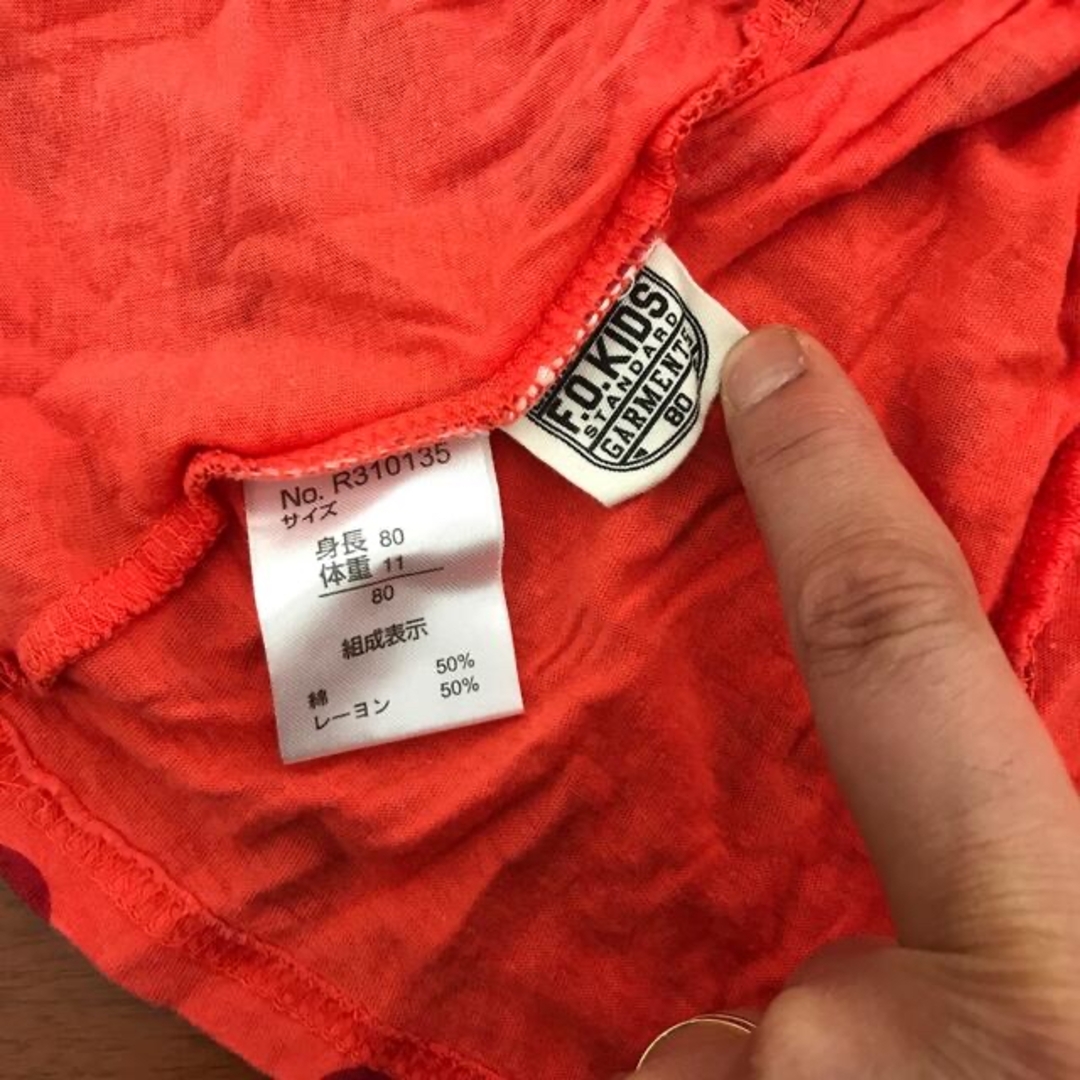 F.O.KIDS
STANDARD
GARMENTS
80
No. R310135
サイズ
身長 80
体重 11
80
組成表示
50%
綿
50%
レーヨン